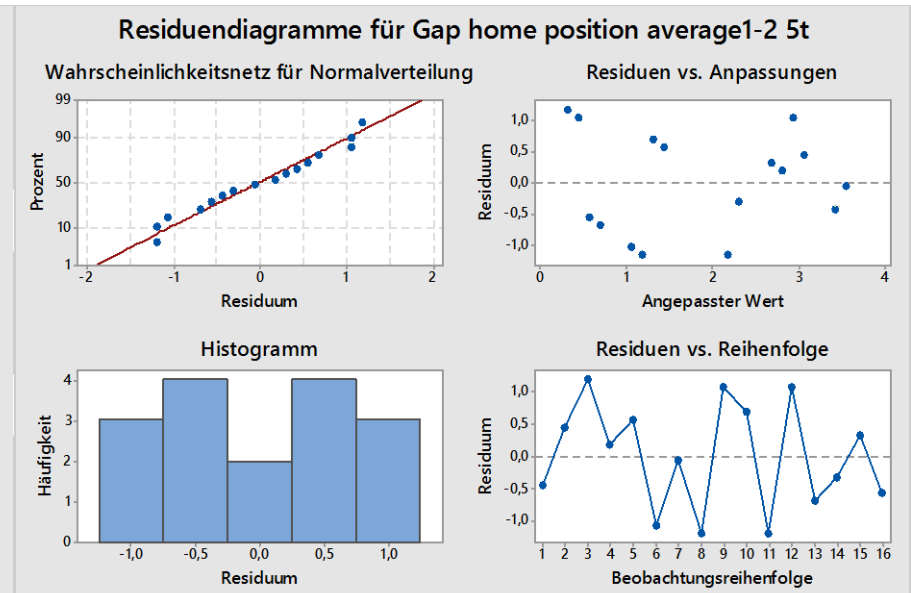 Residuendiagramme für Gap home position average1-2 5t
Wahrscheinlichkeitsnetz für Normalverteilung
99
90
50
10
1
Prozent
-2 -1 0 1 2
Residuum
Residuen vs. Anpassungen
1,0
0,5
0,0
-0,5
-1,0
Residuum
0 1 2 3 4
Angepasster Wert
Histogramm
4
3
2
1
0
Häufigkeit
-1,0 -0,5 0,0 0,5 1,0
Residuum
Residuen vs. Reihenfolge
1,0
0,5
0,0
-0,5
-1,0
Residuum
1 2 3 4 5 6 7 8 9 10 11 12 13 14 15 16
Beobachtungsreihenfolge